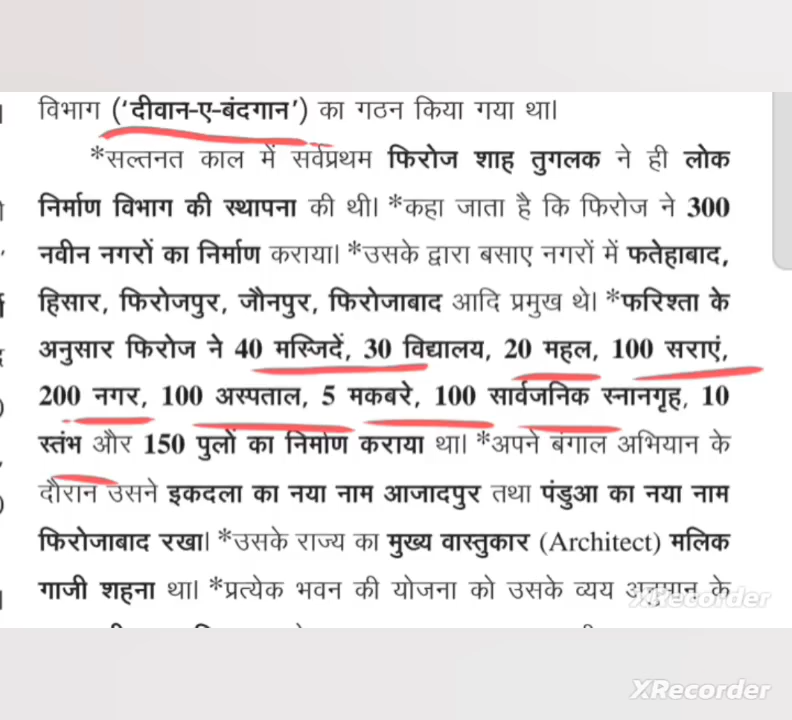 विभाग ('दीवान-ए-बंदगान') का गठन किया गया था।
*सल्तनत काल में सर्वप्रथम फिरोज शाह तुगलक ने ही लोक
निर्माण विभाग की स्थापना की थी। *कहा जाता है कि फिरोज ने 300
नवीन नगरों का निर्माण कराया। *उसके द्वारा बसाए नगरों में फतेहाबाद,
हिसार, फिरोजपुर, जौनपुर, फिरोजाबाद आदि प्रमुख थे। *फरिश्ता के
अनुसार फिरोज ने 40 मस्जिदें, 30 विद्यालय, 20 महल, 100 सराएं,
200 नगर, 100 अस्पताल, 5 मकबरे, 100 सार्वजनिक स्नानगृह, 10
स्तंभ और 150 पुलों का निर्माण कराया था। *अपने बंगाल अभियान के
दौरान उसने इकदला का नया नाम आजादपुर तथा पंडुआ का नया नाम
फिरोजाबाद रखा। *उसके राज्य का मुख्य वास्तुकार (Architect) मलिक
गाजी शहना था। *प्रत्येक भवन की योजना को उसके व्यय अनुमान के
XRecorder
XRecorder